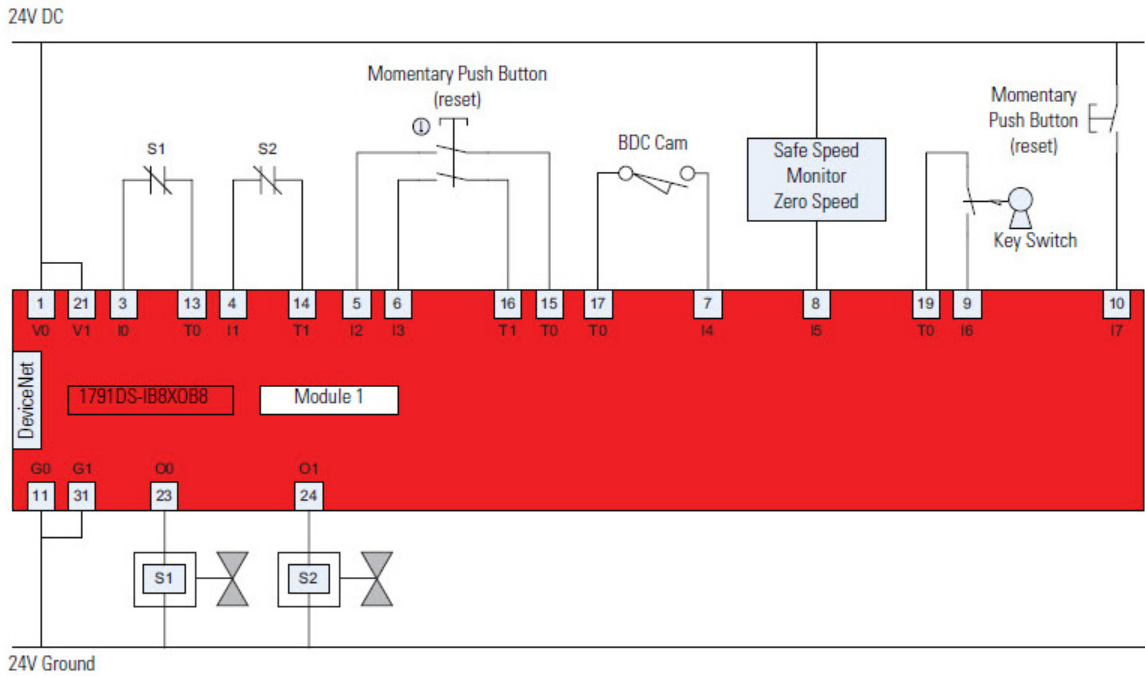 24V DC
Momentary Push Button
(reset)
S1
S2
BDC Cam
Safe Speed
Monitor
Zero Speed
Momentary
Push Button
(reset)
Key Switch
1 21 3 13 4 14 5 6 16 15 17 7 8 19 9 10
V0 V1 I0 T0 I1 T1 I2 I3 T1 T0 T0 I4 I5 T0 I6 I7
DeviceNet
1791DS-IB8XOB8
Module 1
G0 G1 O0 O1
11 31 23 24
S1 S2
24V Ground